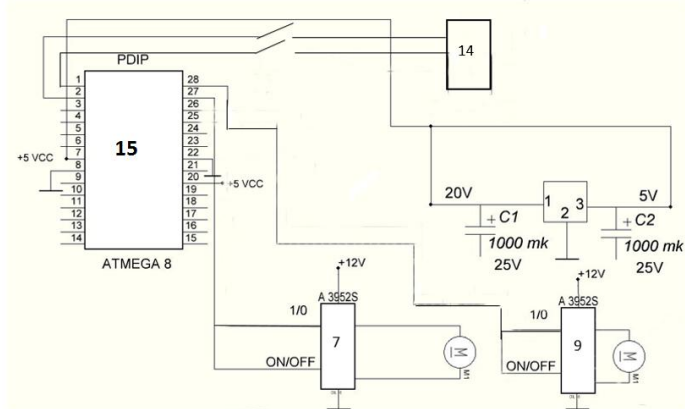 14
PDIP
1
2
3
4
5
6
7
8
9
10
11
12
13
14
15
28
27
26
25
24
23
22
21
20
19
18
17
16
15
+5 VCC
+5 VCC
ATMEGA 8
20V
1
2
3
5V
+ C1
1000 mk
25V
+ C2
1000 mk
25V
+12V
A 3952S
1/0
7
ON/OFF
M
M1
+12V
A 3952S
1/0
9
ON/OFF
M
M1